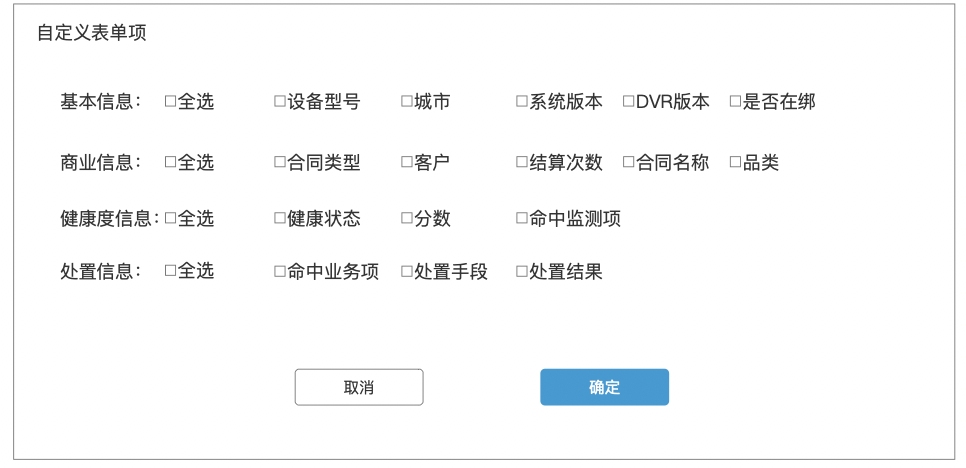 自定义表单项
基本信息： □全选 □设备型号 □城市 □系统版本 □DVR版本 □是否在绑
商业信息： □全选 □合同类型 □客户 □结算次数 □合同名称 □品类
健康度信息：□全选 □健康状态 □分数 □命中监测项
处置信息： □全选 □命中业务项 □处置手段 □处置结果
取消 确定